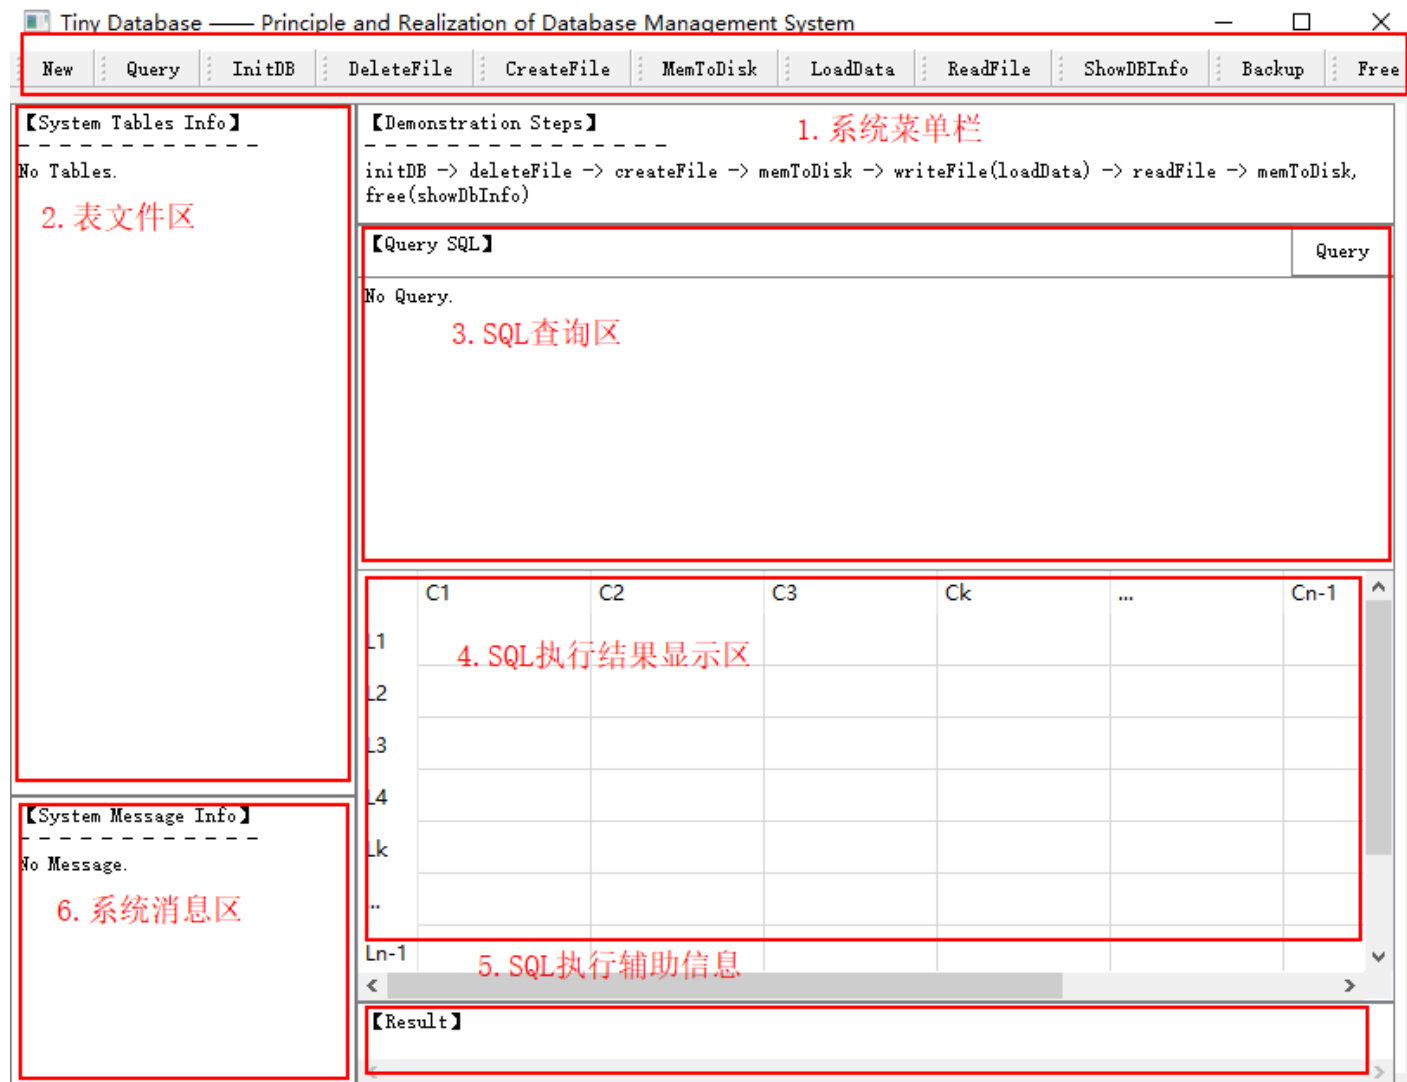 Tiny Database —— Principle and Realization of Database Management System
New Query InitDB DeleteFile CreateFile MemToDisk LoadData ReadFile ShowDBInfo Backup Free
【System Tables Info】
No Tables.
2.表文件区
【Demonstration Steps】
1.系统菜单栏
initDB -> deleteFile -> createFile -> memToDisk -> writeFile(loadData) -> readFile -> memToDisk,
free(showDbInfo)
【Query SQL】
Query
No Query.
3.SQL查询区
C1 C2 C3 Ck ... Cn-1
L1
4.SQL执行结果显示区
L2
L3
L4
Lk
...
Ln-1
5.SQL执行辅助信息
【Result】
【System Message Info】
No Message.
6.系统消息区